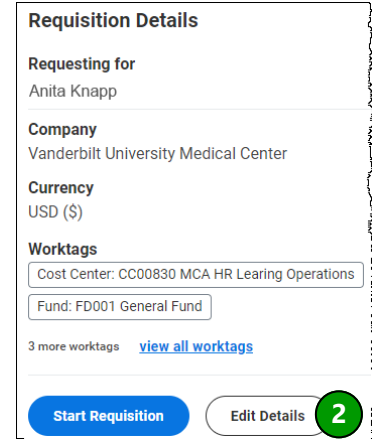 Requisition Details
Requesting for
Anita Knapp
Company
Vanderbilt University Medical Center
Currency
USD ($)
Worktags
Cost Center: CC00830 MCA HR Learing Operations
Fund: FD001 General Fund
3 more worktags view all worktags
Start Requisition Edit Details 2